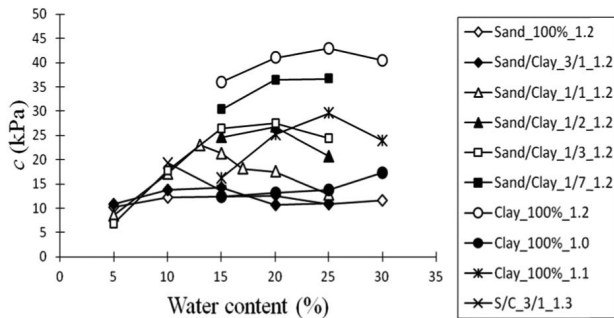 50
45
40
35
30
25
20
15
10
5
0
c (kPa)
0 5 10 15 20 25 30 35
Water content (%)
Sand_100%_1.2
Sand/Clay_3/1_1.2
Sand/Clay_1/1_1.2
Sand/Clay_1/2_1.2
Sand/Clay_1/3_1.2
Sand/Clay_1/7_1.2
Clay_100%_1.2
Clay_100%_1.0
Clay_100%_1.1
S/C_3/1_1.3